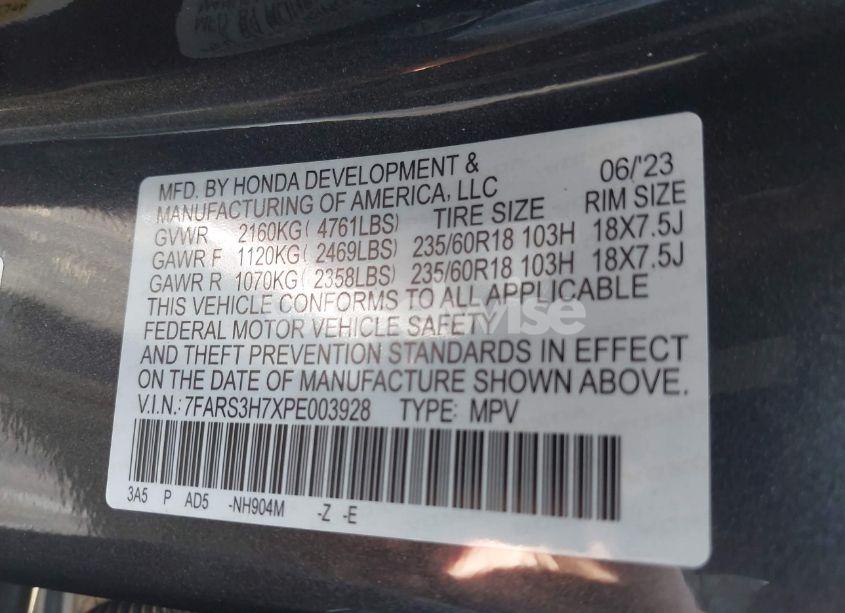 MFD. BY HONDA DEVELOPMENT & 06/'23
MANUFACTURING OF AMERICA, LLC TIRE SIZE RIM SIZE
GVWR 2160KG( 4761LBS)
GAWR F 1120KG( 2469LBS) 235/60R18 103H 18X7.5J
GAWR R 1070KG( 2358LBS) 235/60R18 103H 18X7.5J
THIS VEHICLE CONFORMS TO ALL APPLICABLE
FEDERAL MOTOR VEHICLE SAFETY
AND THEFT PREVENTION STANDARDS IN EFFECT
ON THE DATE OF MANUFACTURE SHOWN ABOVE.
V.I.N.: 7FARS3H7XPE003928 TYPE: MPV
3A5 P AD5 -NH904M -Z -E